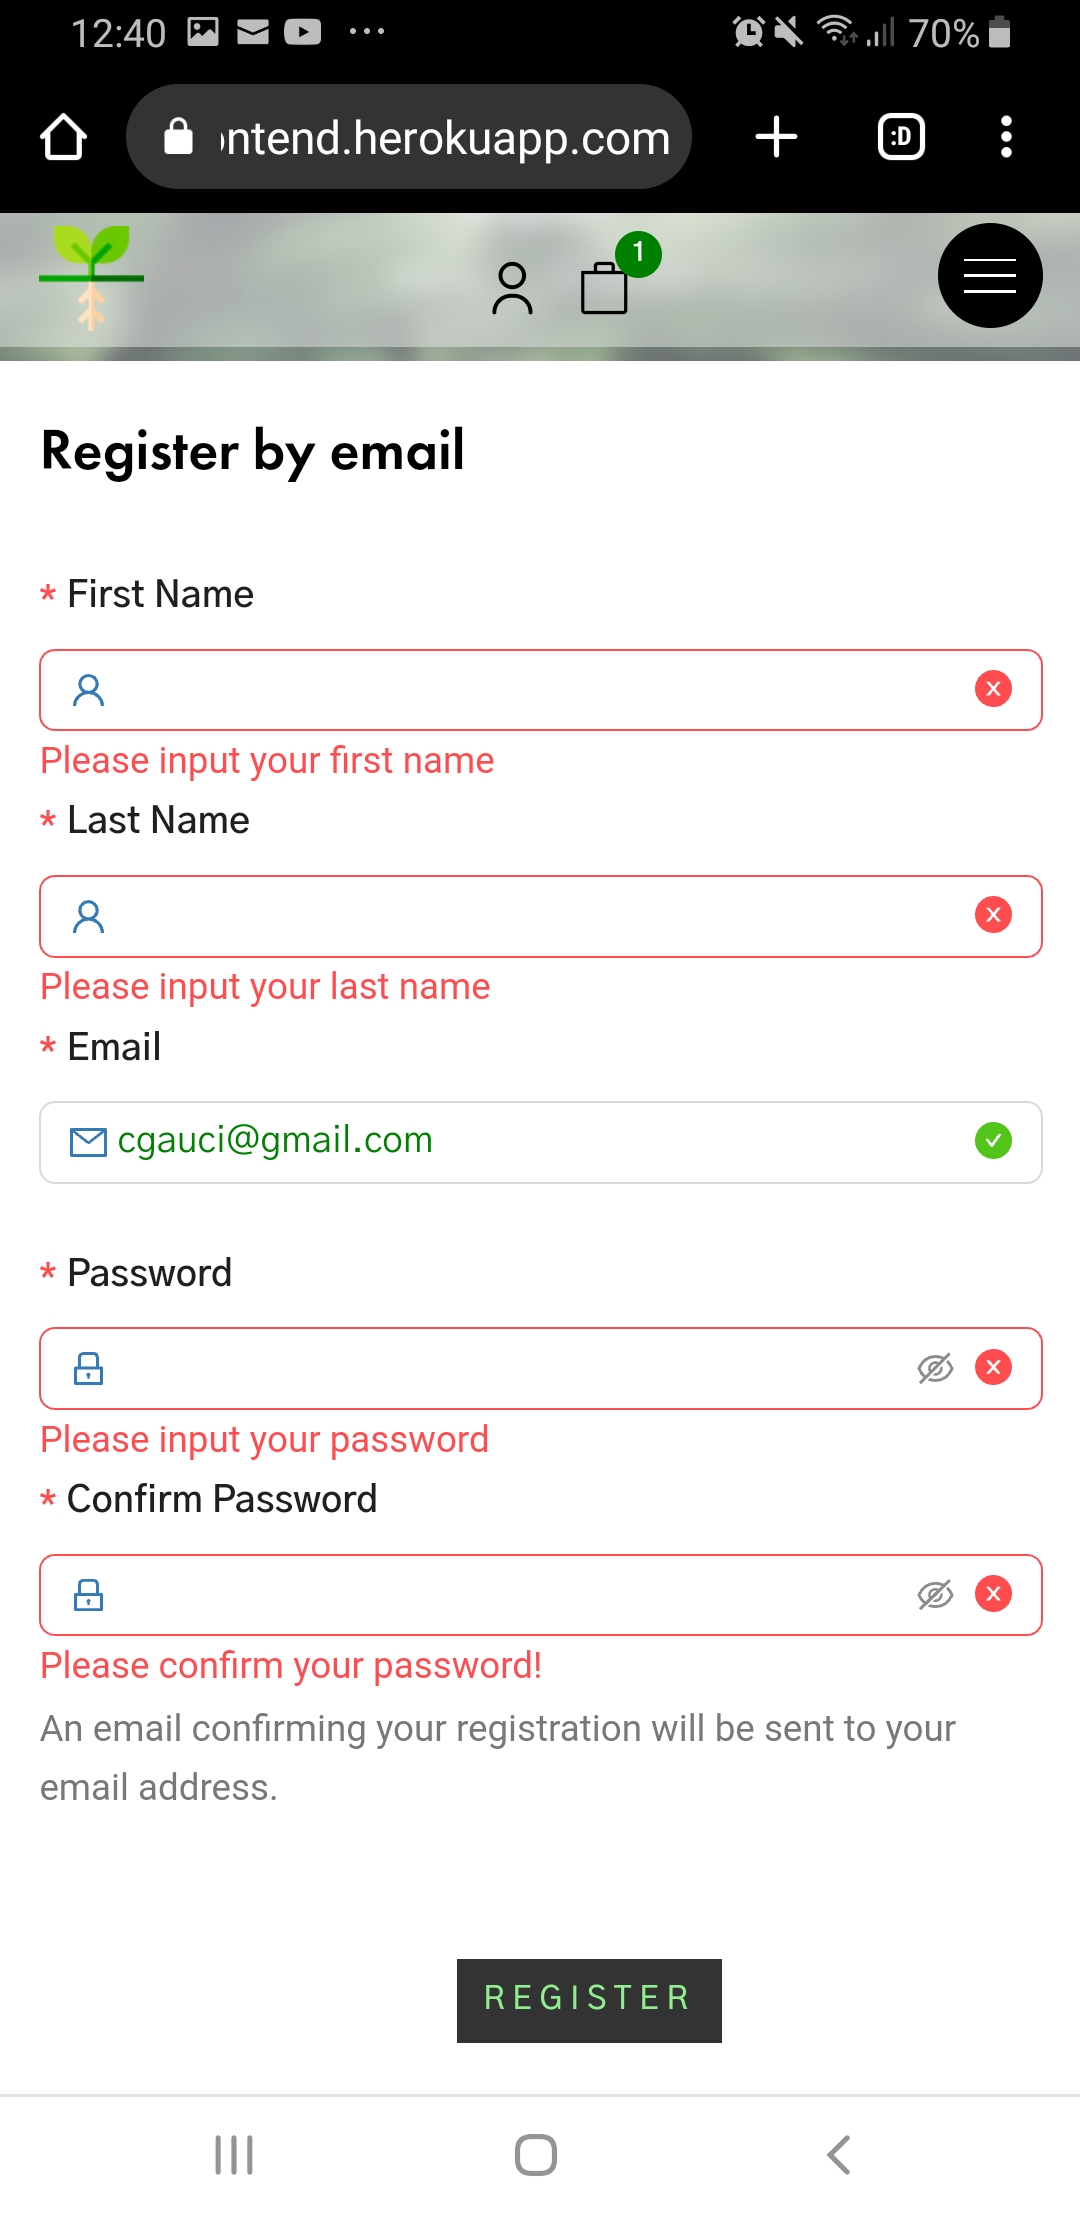 12:40 70%
ontend.herokuapp.com :D
1
Register by email
* First Name
Please input your first name
* Last Name
Please input your last name
* Email
cgauci@gmail.com
* Password
Please input your password
* Confirm Password
Please confirm your password!
An email confirming your registration will be sent to your
email address.
REGISTER